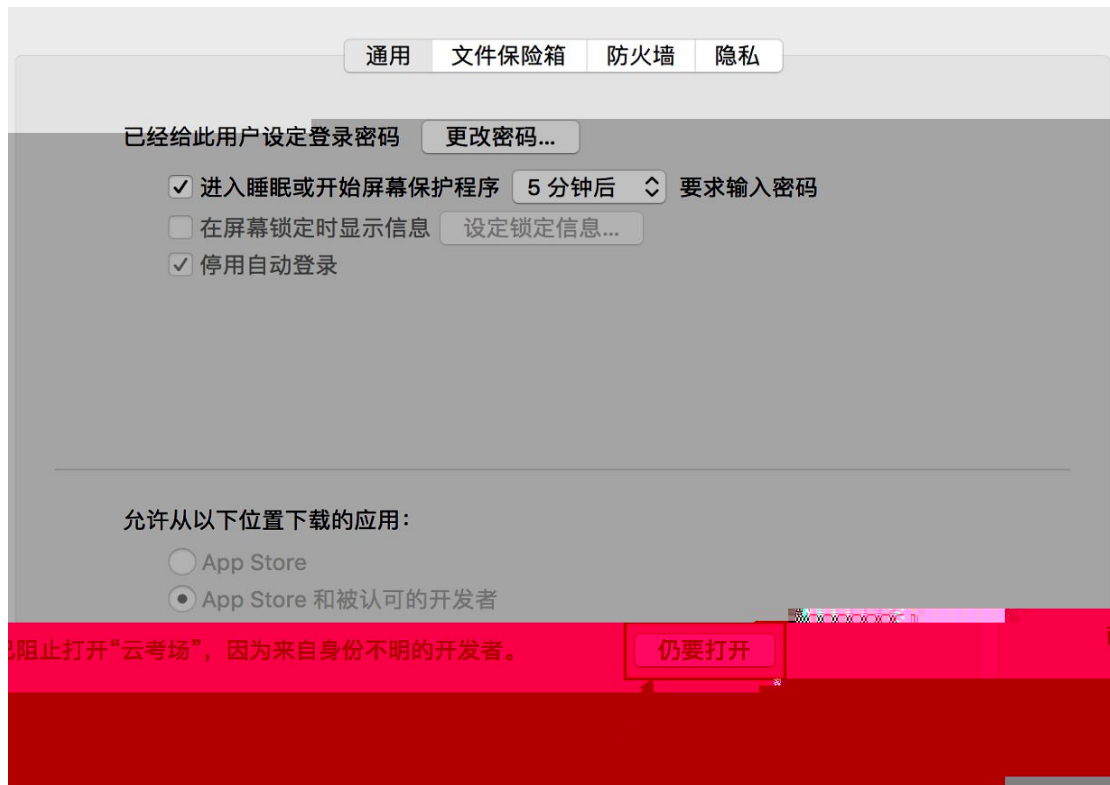 通用 文件保险箱 防火墙 隐私
已经给此用户设定登录密码 更改密码...
进入睡眠或开始屏幕保护程序 5 分钟后 要求输入密码
在屏幕锁定时显示信息 设定锁定信息...
停用自动登录
允许从以下位置下载的应用：
App Store
App Store 和被认可的开发者
阻止打开“云考场”，因为来自身份不明的开发者。 仍要打开